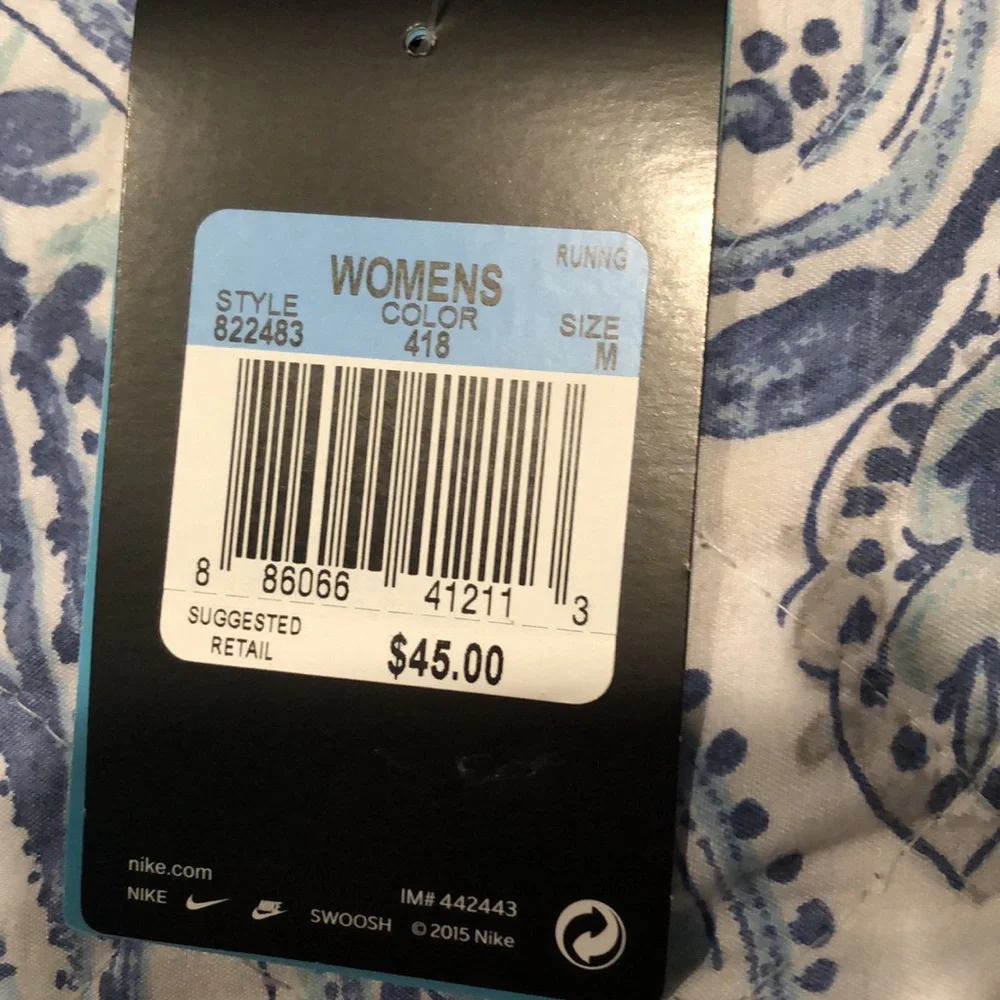 RUNNG
WOMENS
STYLE COLOR SIZE
822483 418 M
8 86066 41211 3
SUGGESTED
RETAIL $45.00
nike.com
NIKE NIKE SWOOSH IM# 442443
© 2015 Nike